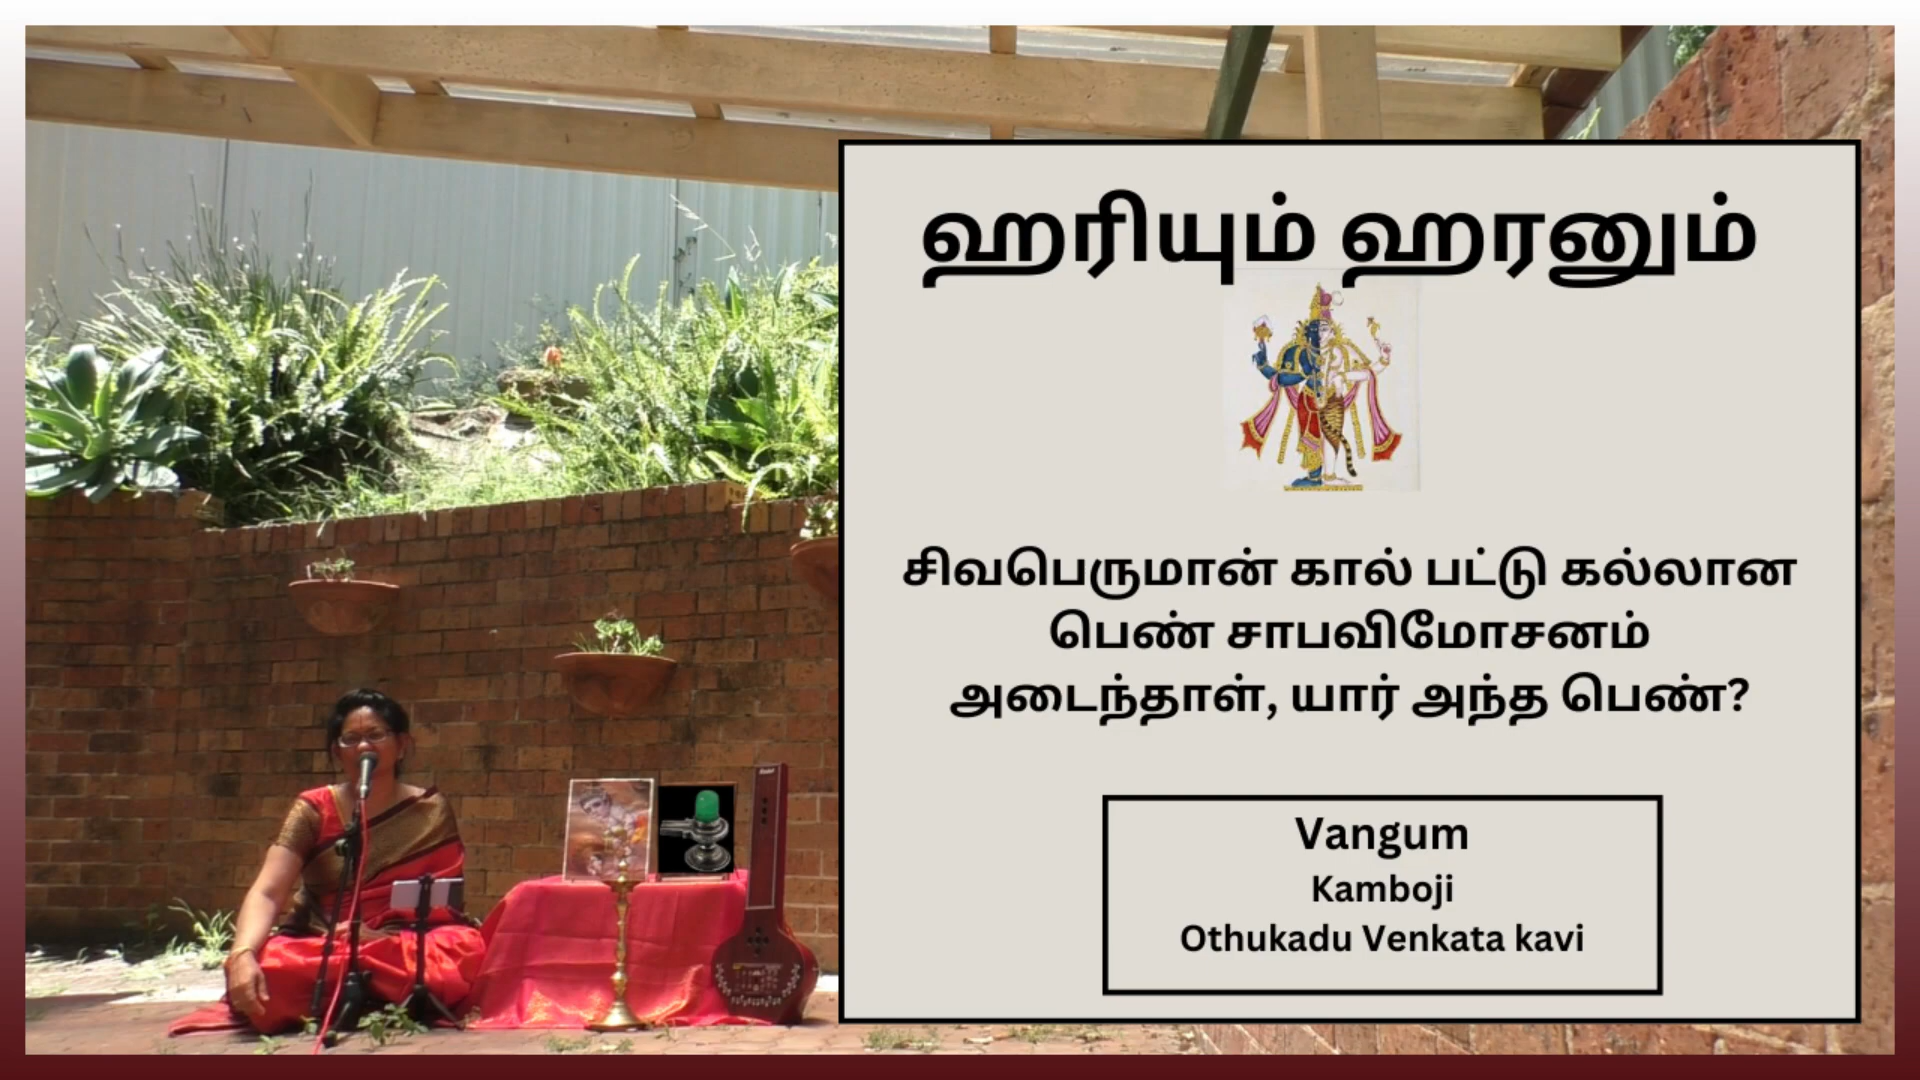 ஹரியும் ஹரனும்
சிவபெருமான் கால் பட்டு கல்லான
பெண் சாபவிமோசனம்
அடைந்தாள், யார் அந்த பெண்?
Vangum
Kamboji
Othukadu Venkata kavi